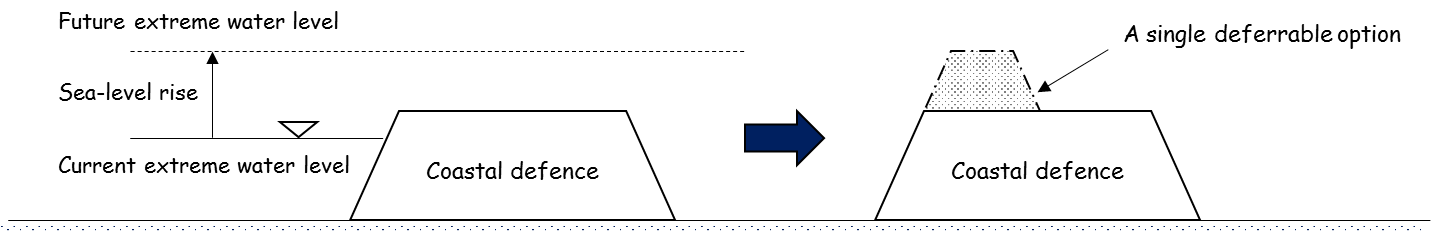 Future extreme water level
A single deferrable option
Sea-level rise
Current extreme water level
Coastal defence
Coastal defence